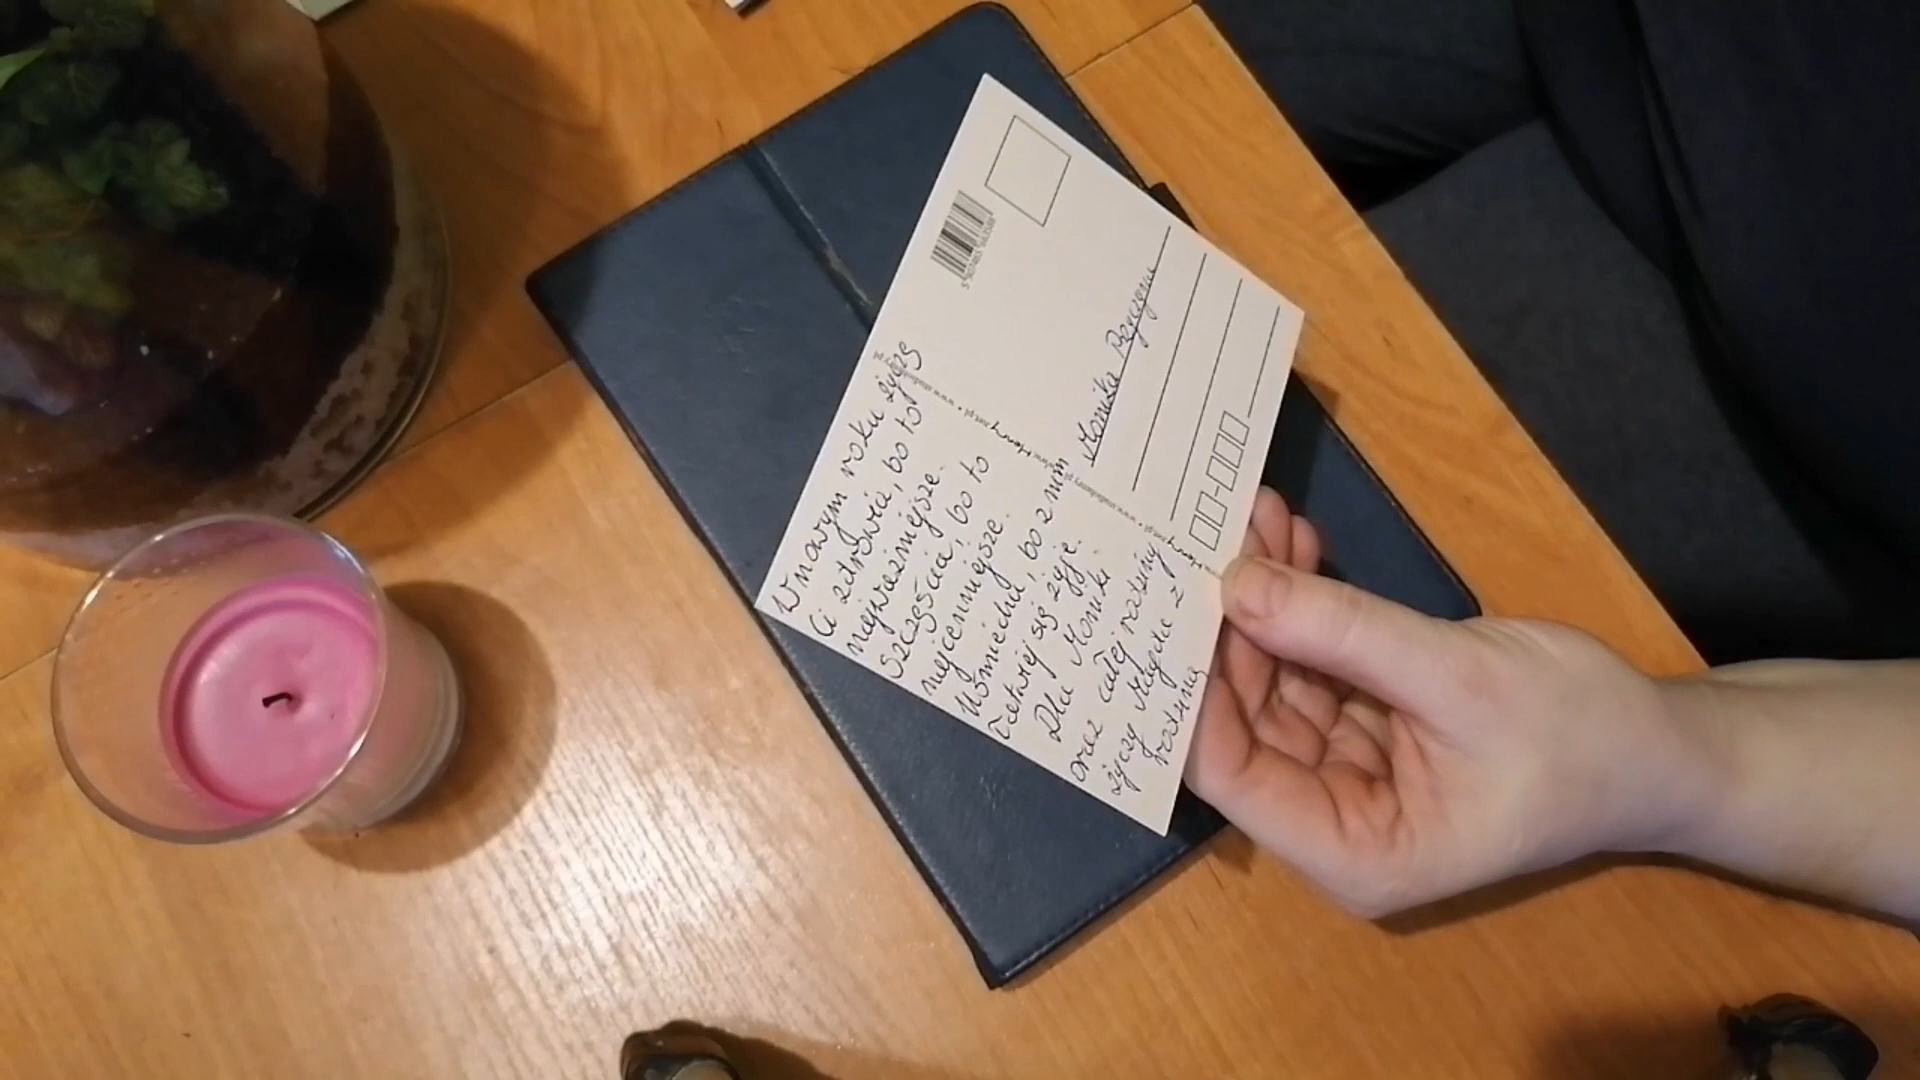 W nowym roku życzę
Ci zdrowia, bo to
najważniejsze.
Szczęścia, bo to
najcenniejsze.
Uśmiechu, bo z nim
łatwiej się żyje.
Dla Moniki
oraz całej rodziny
życzy Magda z
rodziną
Monika